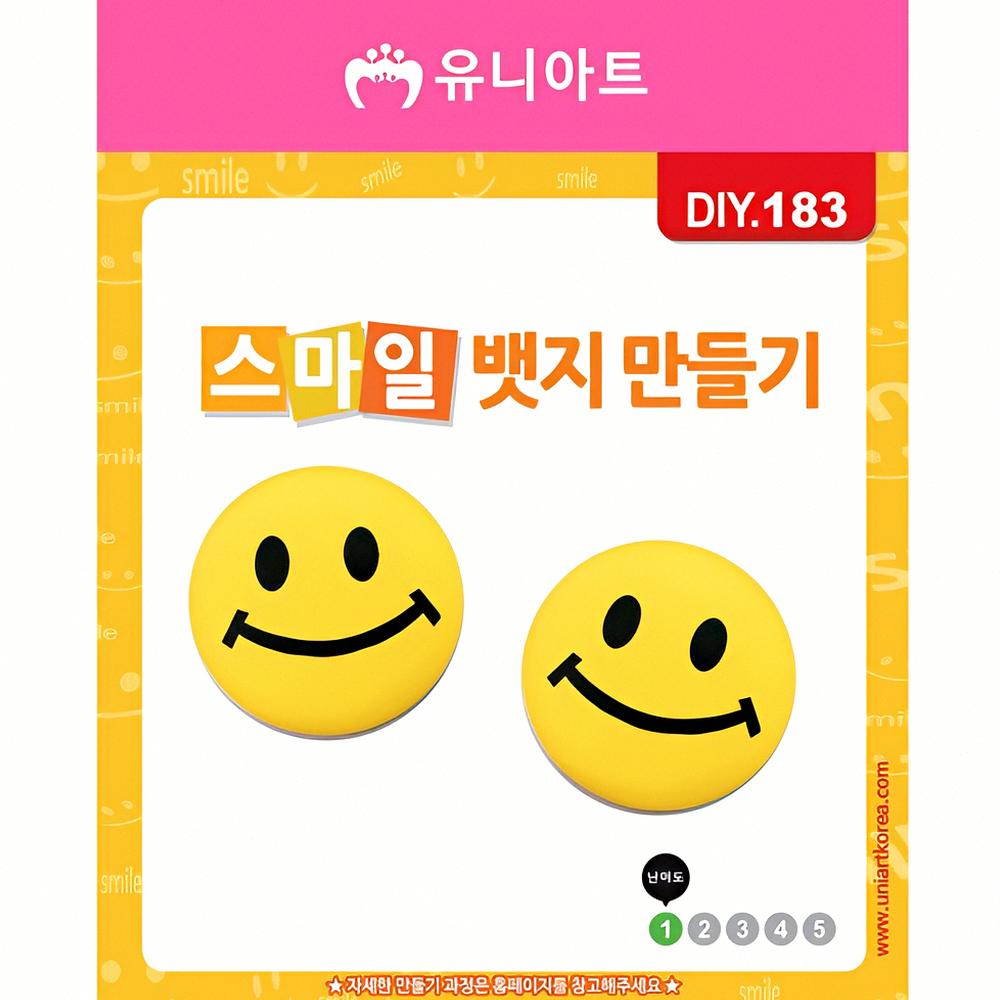 유니아트
smile smile smile
DIY.183
스마일 뱃지 만들기
난이도
1 2 3 4 5
www.uniartkorea.com
smile
smile
★ 자세한 만들기 과정은 홈페이지를 참고해주세요 ★